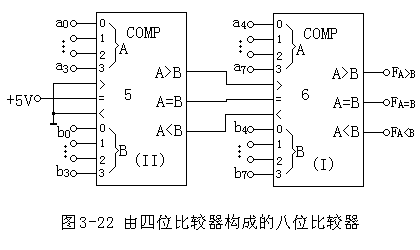 a0 0 COMP a4 0 COMP
1 A 1 A
2 2
a3 3 A>B a7 3 A>B FA>B
> >
+5V = 5 A=B = 6 A=B FA=B
< <
b0 0 A<B b4 0 A<B FA<B
1 B 1 B
2 (II) 2 (I)
b3 3 b7 3
图3-22 由四位比较器构成的八位比较器